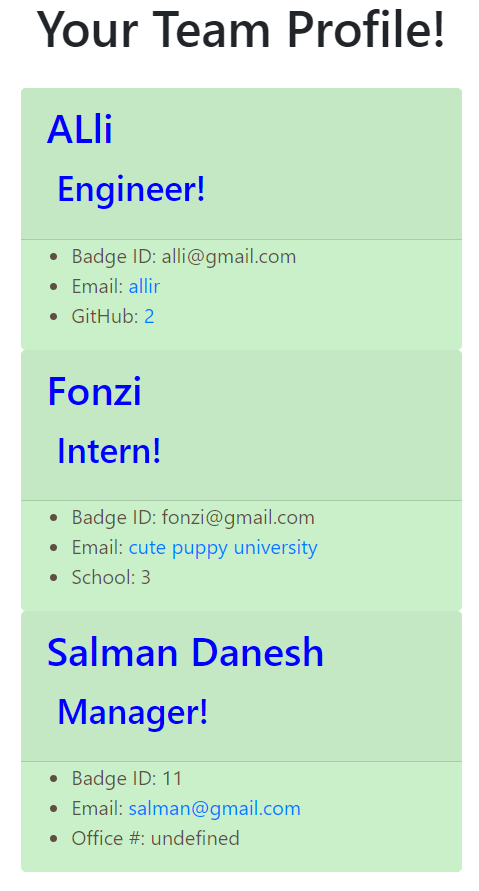 Your Team Profile!
ALli
Engineer!
Badge ID: alli@gmail.com
Email: allir
GitHub: 2
Fonzi
Intern!
Badge ID: fonzi@gmail.com
Email: cute puppy university
School: 3
Salman Danesh
Manager!
Badge ID: 11
Email: salman@gmail.com
Office #: undefined